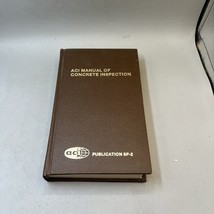 ACI MANUAL OF
CONCRETE INSPECTION
aci
PUBLICATION SP-2